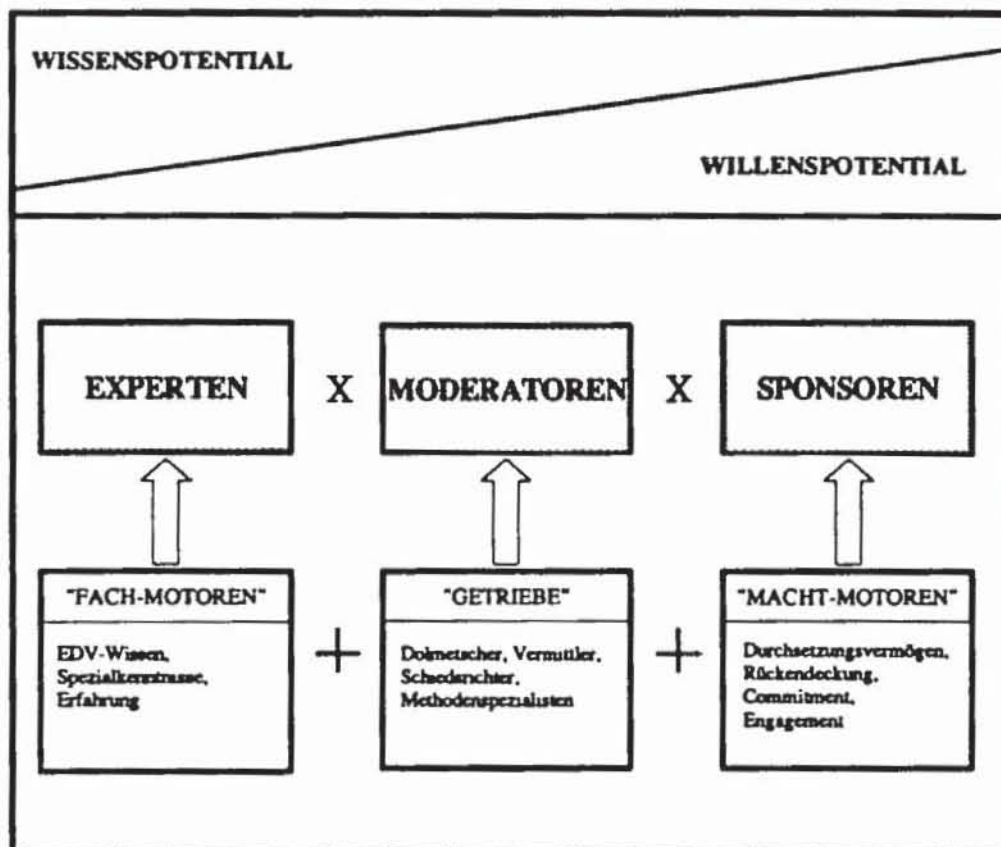 WISSENSPOTENTIAL
WILLENSPOTENTIAL
EXPERTEN X MODERATOREN X SPONSOREN
"FACH-MOTOREN"
EDV-Wissen,
Spezialkenntnisse,
Erfahrung
+
"GETRIEBE"
Dolmetscher, Vermittler,
Schiedsrichter,
Methodenspezialisten
+
"MACHT-MOTOREN"
Durchsetzungsvermögen,
Rückendeckung,
Commitment,
Engagement